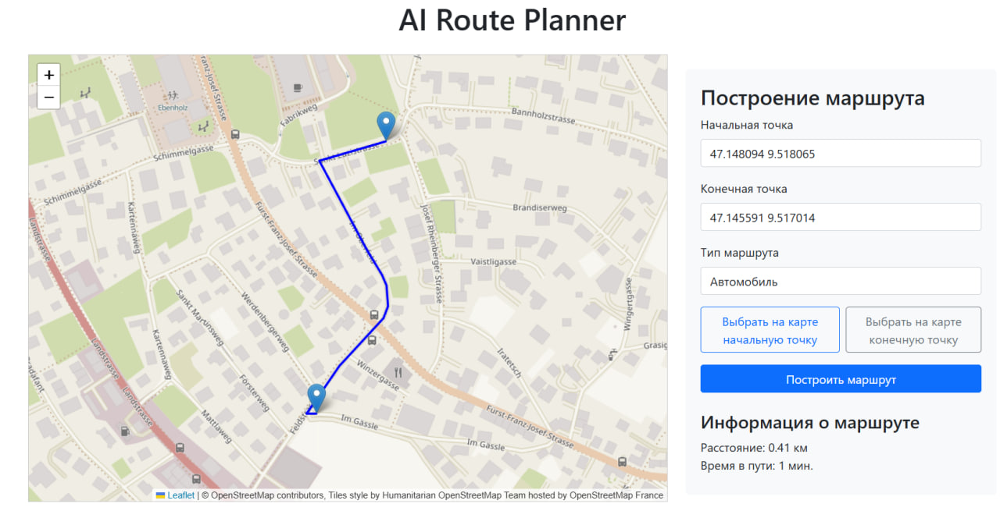 AI Route Planner
+
−
Ebenholz
Fabrikweg
Franz-Josef-Strasse
Bannholzstrasse
Schimmelgasse
Schimmelgasse
Kartennaweg
Landstrasse
Brandiserweg
Im Oberfeld
Fürst-Franz-Josef-Strasse
Josef Rheinberger Strasse
Vaistligasse
Wingertgasse
Sankt Martinsweg
Werdenbergerweg
Kartennaweg
Landstrasse
Iratetsch
Winzergasse
Försterweg
Landstrasse
Mattlaweg
Im Gässle
Im Gässle
Fürst-Franz-Josef-Strasse
Leaflet | © OpenStreetMap contributors, Tiles style by Humanitarian OpenStreetMap Team hosted by OpenStreetMap France
Построение маршрута
Начальная точка
47.148094 9.518065
Конечная точка
47.145591 9.517014
Тип маршрута
Автомобиль
Выбрать на карте
начальную точку
Выбрать на карте
конечную точку
Построить маршрут
Информация о маршруте
Расстояние: 0.41 км
Время в пути: 1 мин.